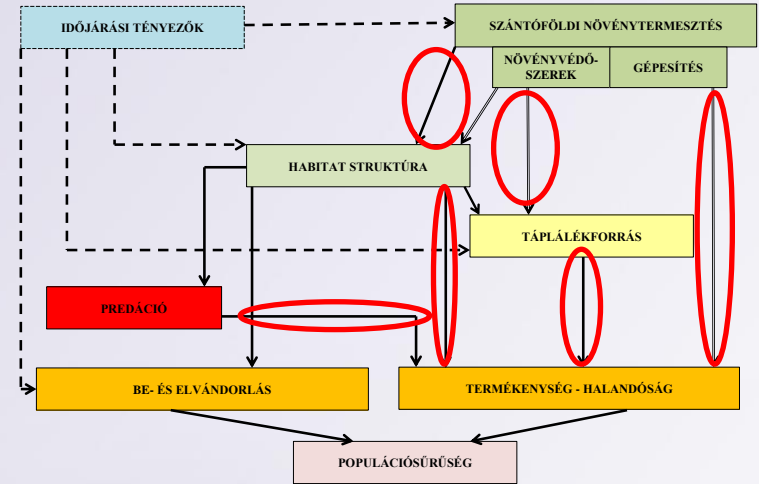 IDŐJÁRÁSI TÉNYEZŐK
SZÁNTÓFÖLDI NÖVÉNYTERMESZTÉS
NÖVÉNYVÉDŐ-
SZEREK
GÉPESÍTÉS
HABITAT STRUKTÚRA
TÁPLÁLÉKFORRÁS
PREDÁCIÓ
BE- ÉS ELVÁNDORLÁS
TERMÉKENYSÉG - HALANDÓSÁG
POPULÁCIÓSŰRŰSÉG